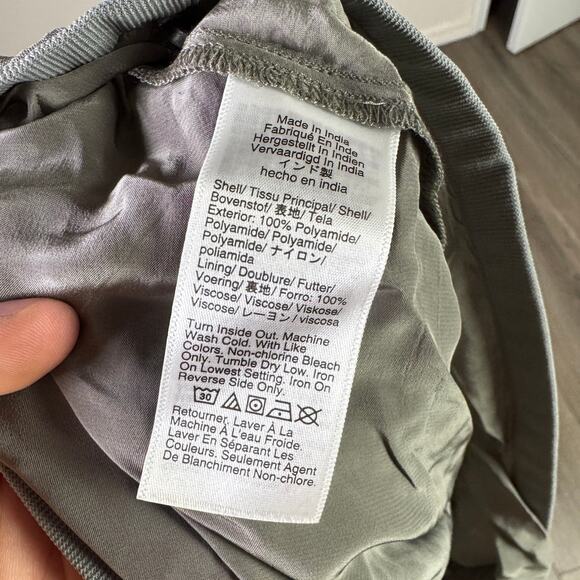 Made In India
Fabriqué En Inde
Hergestellt In Indien
Vervaardigd In India
インド製
hecho en india
Shell/ Tissu Principal/ Shell/
Bovenstof/ 表地/ Tela
Exterior: 100% Polyamide/
Polyamide/ Polyamide/
Polyamide/ ナイロン/
poliamida
Lining/ Doublure/ Futter/
Voering/ 裏地/ Forro: 100%
Viscose/ Viscose/ Viskose/
Viscose/ レーヨン/ viscosa
Turn Inside Out. Machine
Wash Cold. With Like
Colors. Non-chlorine Bleach
Only. Tumble Dry Low. Iron
On Lowest Setting. Iron On
Reverse Side Only.
30
Retourner. Laver À La
Machine À L'eau Froide.
Laver En Séparant Les
Couleurs. Seulement Agent
De Blanchiment Non-chlore.